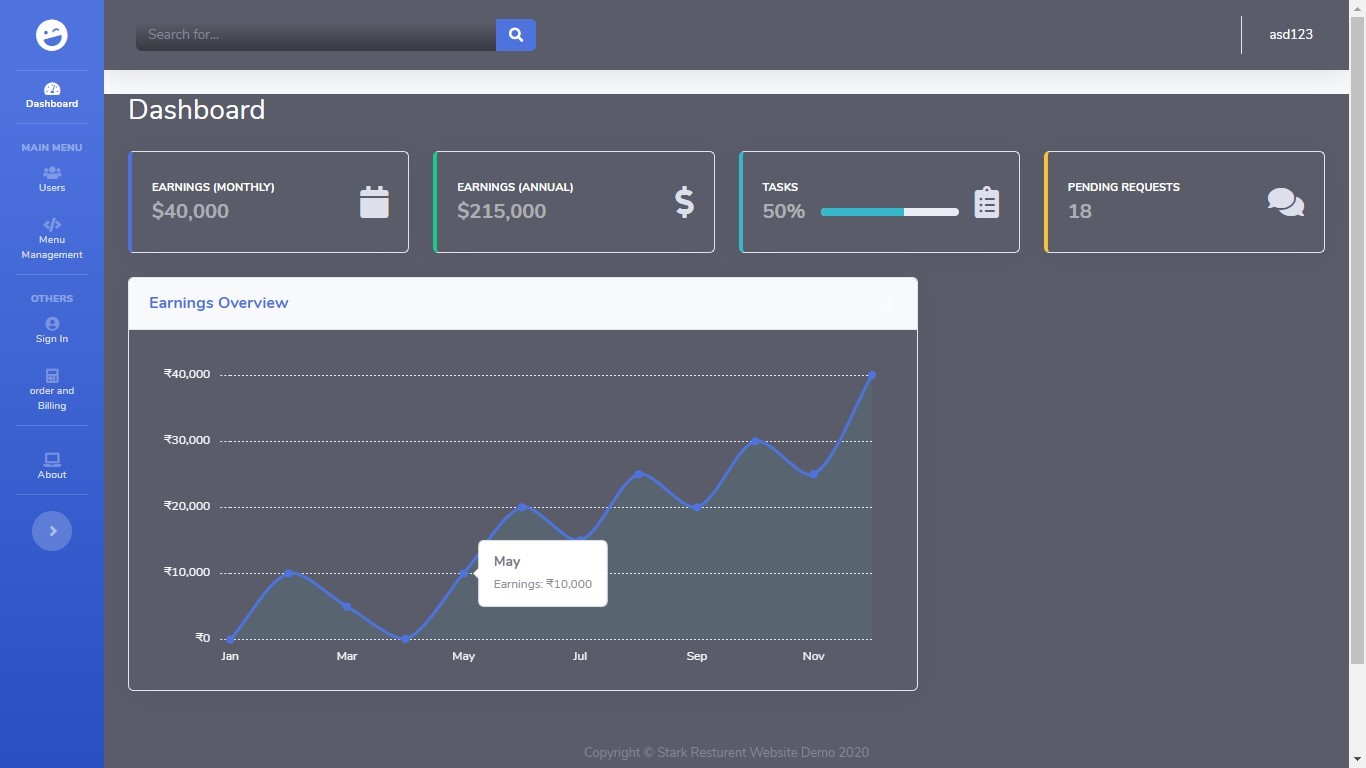 Search for...
asd123
Dashboard
MAIN MENU
Users
Menu
Management
OTHERS
Sign In
order and
Billing
About
Dashboard
EARNINGS (MONTHLY)
$40,000
EARNINGS (ANNUAL)
$215,000
TASKS
50%
PENDING REQUESTS
18
Earnings Overview
₹40,000
₹30,000
₹20,000
₹10,000
₹0
May
Earnings: ₹10,000
Jan Mar May Jul Sep Nov
Copyright © Stark Resturent Website Demo 2020